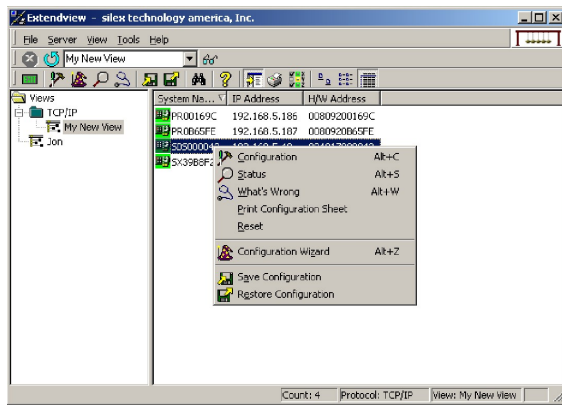 Extendview - silex technology america, Inc.
File Server View Tools Help
My New View
Views
TCP/IP
My New View
Jon
System Na... IP Address H/W Address
PR00169C 192.168.5.186 00809200169C
PR0B65FE 192.168.5.187 0080920B65FE
SDS000040
SX39B8F2
Configuration Alt+C
Status Alt+S
What's Wrong Alt+W
Print Configuration Sheet
Reset
Configuration Wizard Alt+Z
Save Configuration
Restore Configuration
Count: 4 Protocol: TCP/IP View: My New View